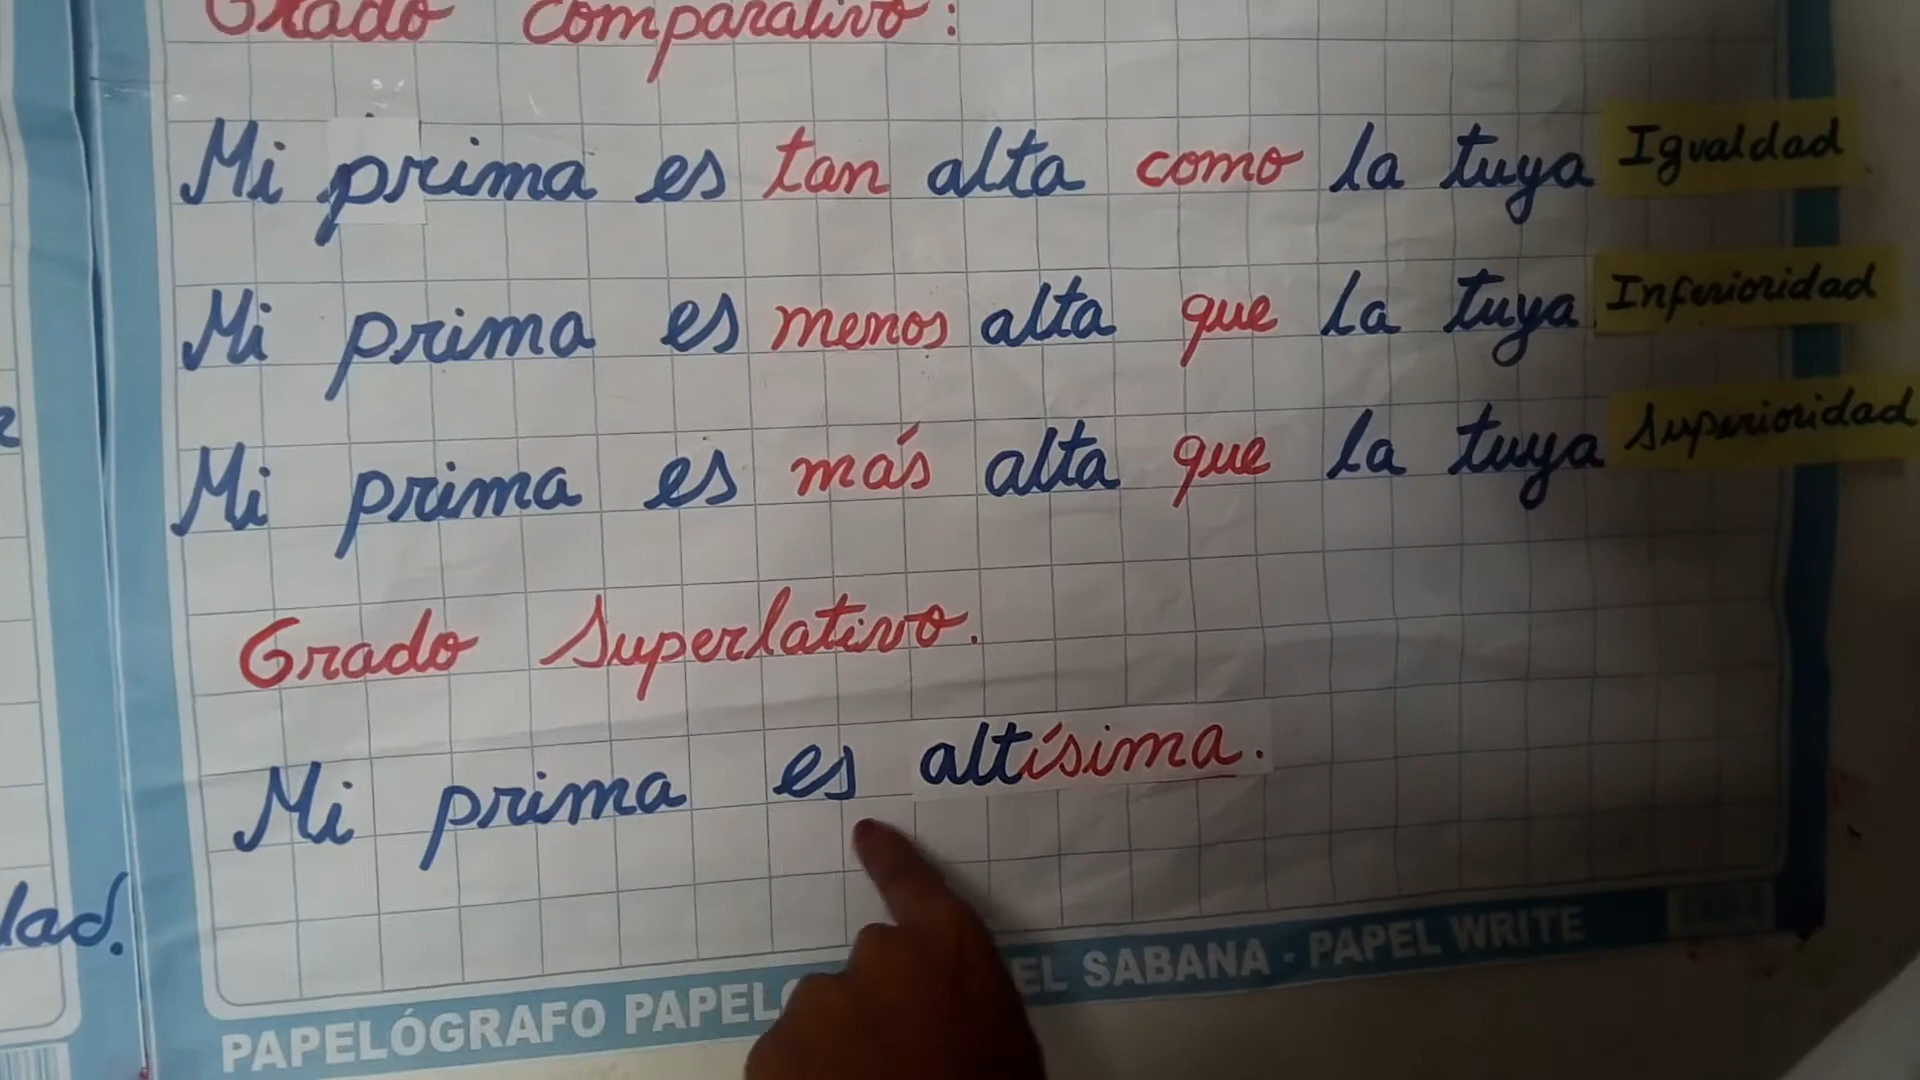 Grado comparativo:
Mi prima es tan alta como la tuya Igualdad
Mi prima es menos alta que la tuya Inferioridad
Mi prima es más alta que la tuya Superioridad
Grado Superlativo.
Mi prima es altísima.
lad.
PAPELÓGRAFO PAPEL EL SABANA - PAPEL WRITE